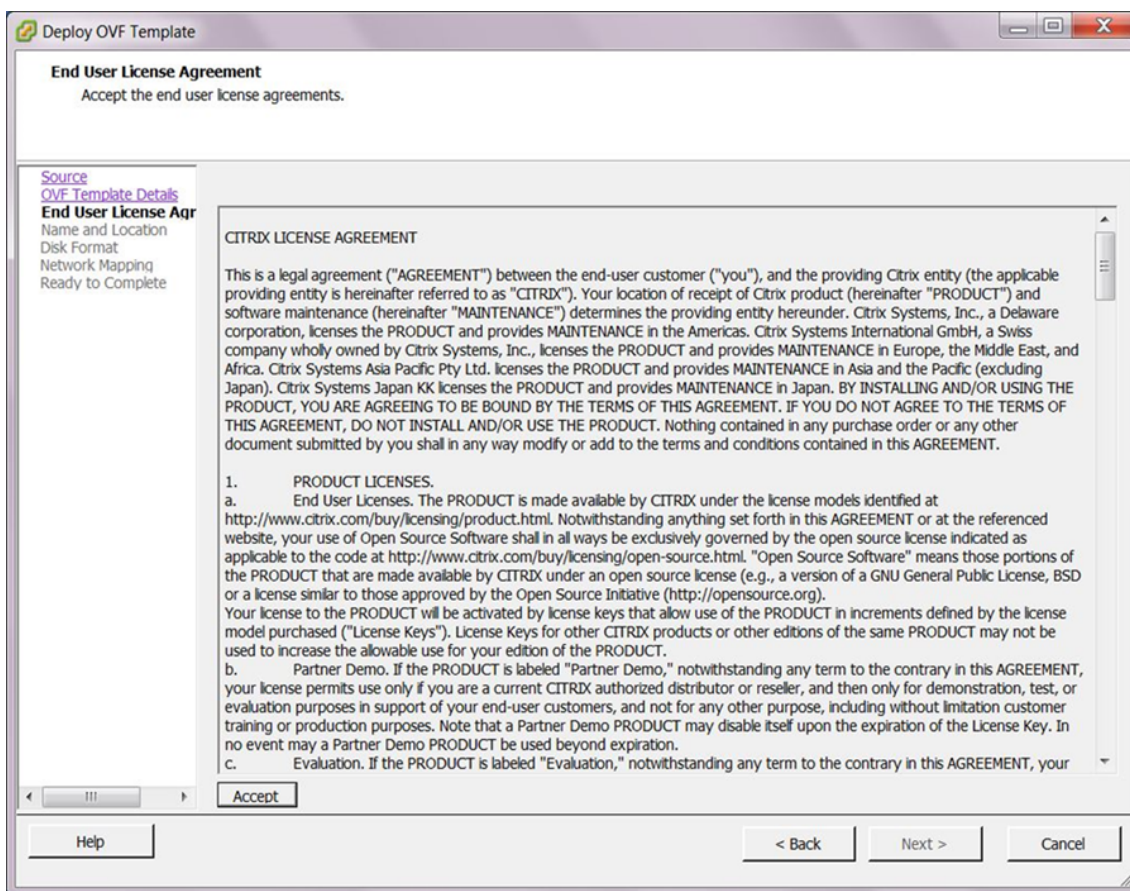 Deploy OVF Template
End User License Agreement
Accept the end user license agreements.
Source
OVF Template Details
End User License Agr
Name and Location
Disk Format
Network Mapping
Ready to Complete
CITRIX LICENSE AGREEMENT
This is a legal agreement ("AGREEMENT") between the end-user customer ("you"), and the providing Citrix entity (the applicable
providing entity is hereinafter referred to as "CITRIX"). Your location of receipt of Citrix product (hereinafter "PRODUCT") and
software maintenance (hereinafter "MAINTENANCE") determines the providing entity hereunder. Citrix Systems, Inc., a Delaware
corporation, licenses the PRODUCT and provides MAINTENANCE in the Americas. Citrix Systems International GmbH, a Swiss
company wholly owned by Citrix Systems, Inc., licenses the PRODUCT and provides MAINTENANCE in Europe, the Middle East, and
Africa. Citrix Systems Asia Pacific Pty Ltd. licenses the PRODUCT and provides MAINTENANCE in Asia and the Pacific (excluding
Japan). Citrix Systems Japan KK licenses the PRODUCT and provides MAINTENANCE in Japan. BY INSTALLING AND/OR USING THE
PRODUCT, YOU ARE AGREEING TO BE BOUND BY THE TERMS OF THIS AGREEMENT. IF YOU DO NOT AGREE TO THE TERMS OF
THIS AGREEMENT, DO NOT INSTALL AND/OR USE THE PRODUCT. Nothing contained in any purchase order or any other
document submitted by you shall in any way modify or add to the terms and conditions contained in this AGREEMENT.
1. PRODUCT LICENSES.
a. End User Licenses. The PRODUCT is made available by CITRIX under the license models identified at
http://www.citrix.com/buy/licensing/product.html. Notwithstanding anything set forth in this AGREEMENT or at the referenced
website, your use of Open Source Software shall in all ways be exclusively governed by the open source license indicated as
applicable to the code at http://www.citrix.com/buy/licensing/open-source.html. "Open Source Software" means those portions of
the PRODUCT that are made available by CITRIX under an open source license (e.g., a version of a GNU General Public License, BSD
or a license similar to those approved by the Open Source Initiative (http://opensource.org).
Your license to the PRODUCT will be activated by license keys that allow use of the PRODUCT in increments defined by the license
model purchased ("License Keys"). License Keys for other CITRIX products or other editions of the same PRODUCT may not be
used to increase the allowable use for your edition of the PRODUCT.
b. Partner Demo. If the PRODUCT is labeled "Partner Demo," notwithstanding any term to the contrary in this AGREEMENT,
your license permits use only if you are a current CITRIX authorized distributor or reseller, and then only for demonstration, test, or
evaluation purposes in support of your end-user customers, and not for any other purpose, including without limitation customer
training or production purposes. Note that a Partner Demo PRODUCT may disable itself upon the expiration of the License Key. In
no event may a Partner Demo PRODUCT be used beyond expiration.
c. Evaluation. If the PRODUCT is labeled "Evaluation," notwithstanding any term to the contrary in this AGREEMENT, your
Accept
Help
< Back
Next >
Cancel